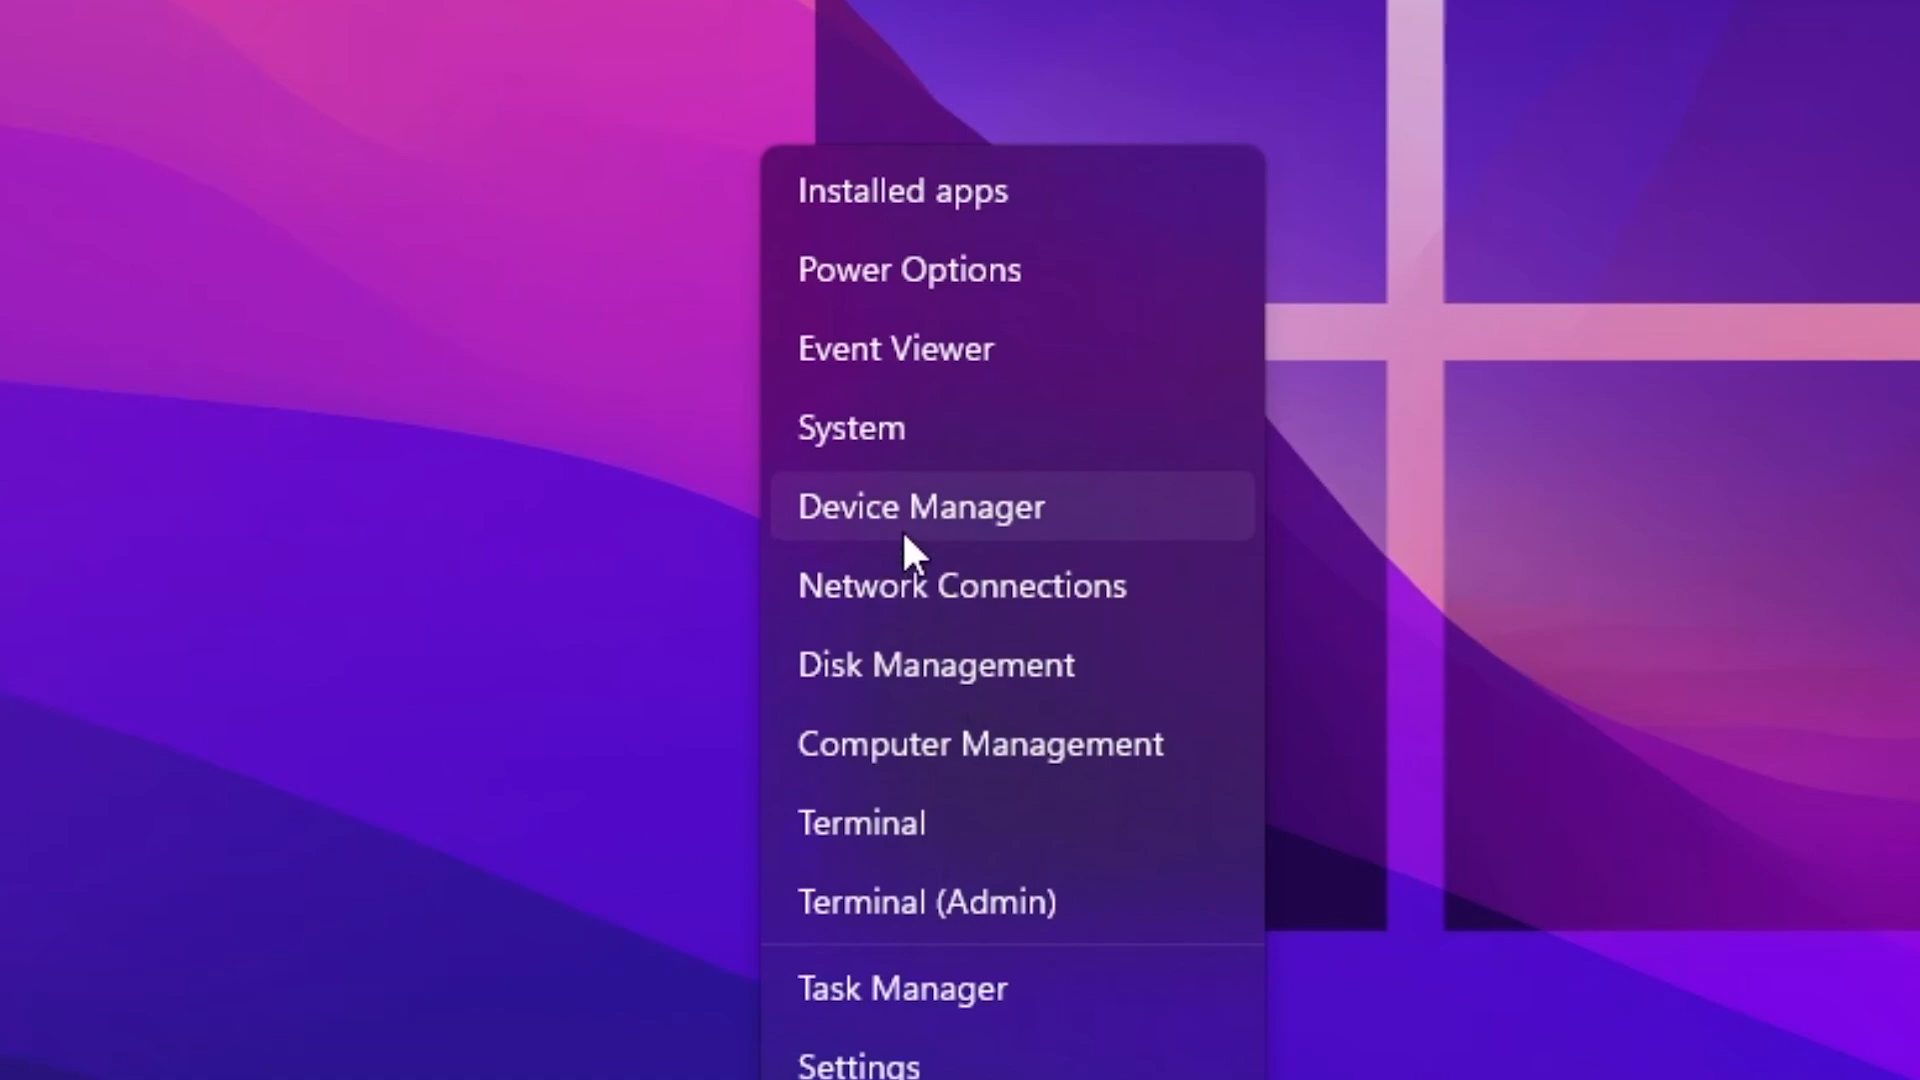 Installed apps
Power Options
Event Viewer
System
Device Manager
Network Connections
Disk Management
Computer Management
Terminal
Terminal (Admin)
Task Manager
Settings